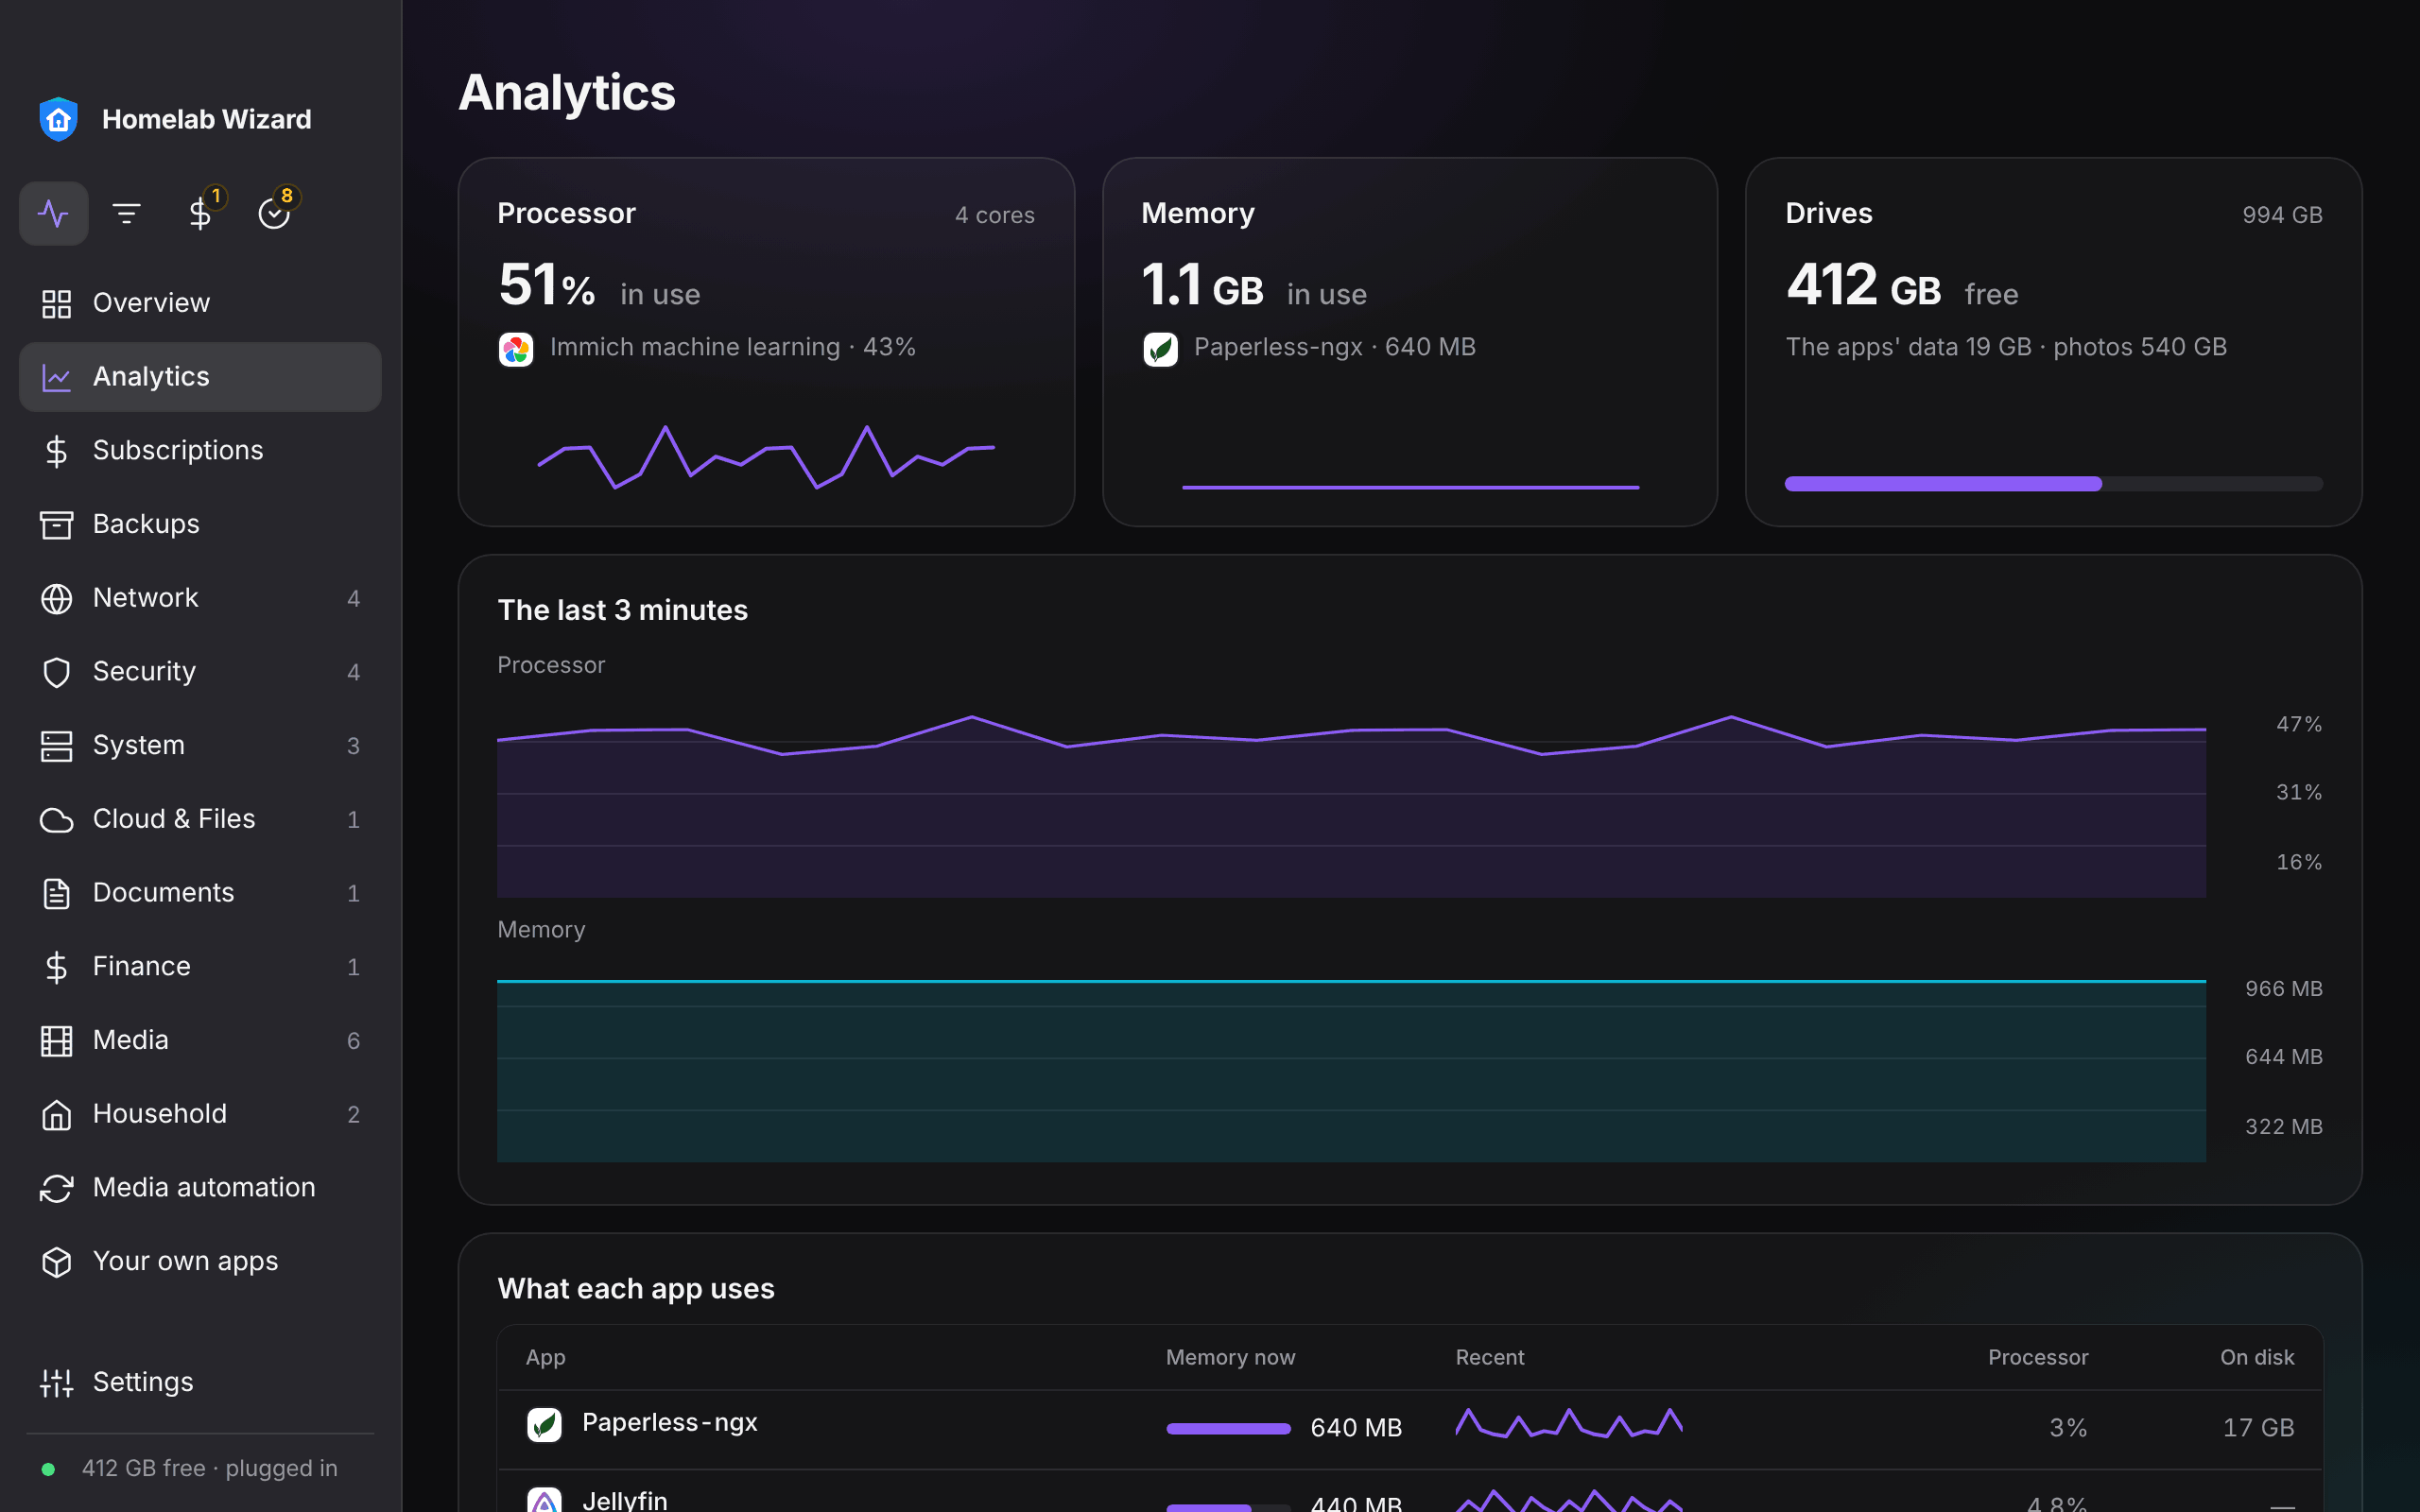 Homelab Wizard
1
8
Overview
Analytics
Subscriptions
Backups
Network 4
Security 4
System 3
Cloud & Files 1
Documents 1
Finance 1
Media 6
Household 2
Media automation
Your own apps
Settings
412 GB free · plugged in
Analytics
Processor 4 cores
51% in use
Immich machine learning · 43%
Memory
1.1 GB in use
Paperless-ngx · 640 MB
Drives 994 GB
412 GB free
The apps' data 19 GB · photos 540 GB
The last 3 minutes
Processor
47%
31%
16%
Memory
966 MB
644 MB
322 MB
What each app uses
App Memory now Recent Processor On disk
Paperless-ngx 640 MB 3% 17 GB
Jellyfin 440 MB 4.8% —